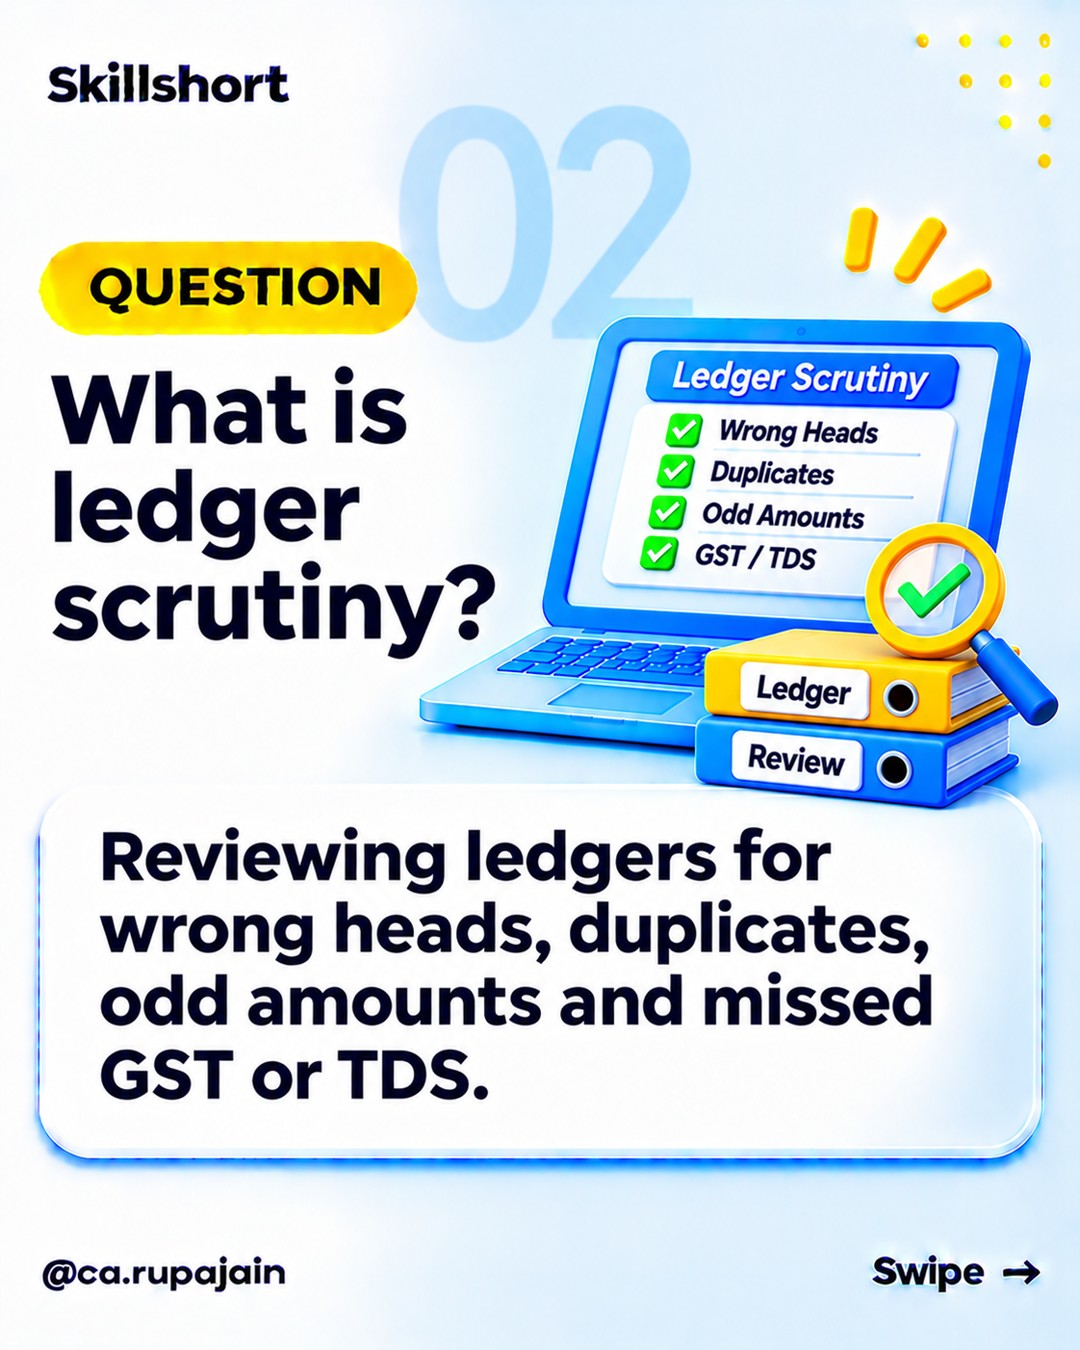 Skillshort
02
QUESTION
What is
ledger
scrutiny?
Ledger Scrutiny
Wrong Heads
Duplicates
Odd Amounts
GST / TDS
Ledger
Review
Reviewing ledgers for
wrong heads, duplicates,
odd amounts and missed
GST or TDS.
@ca.rupajain
Swipe →